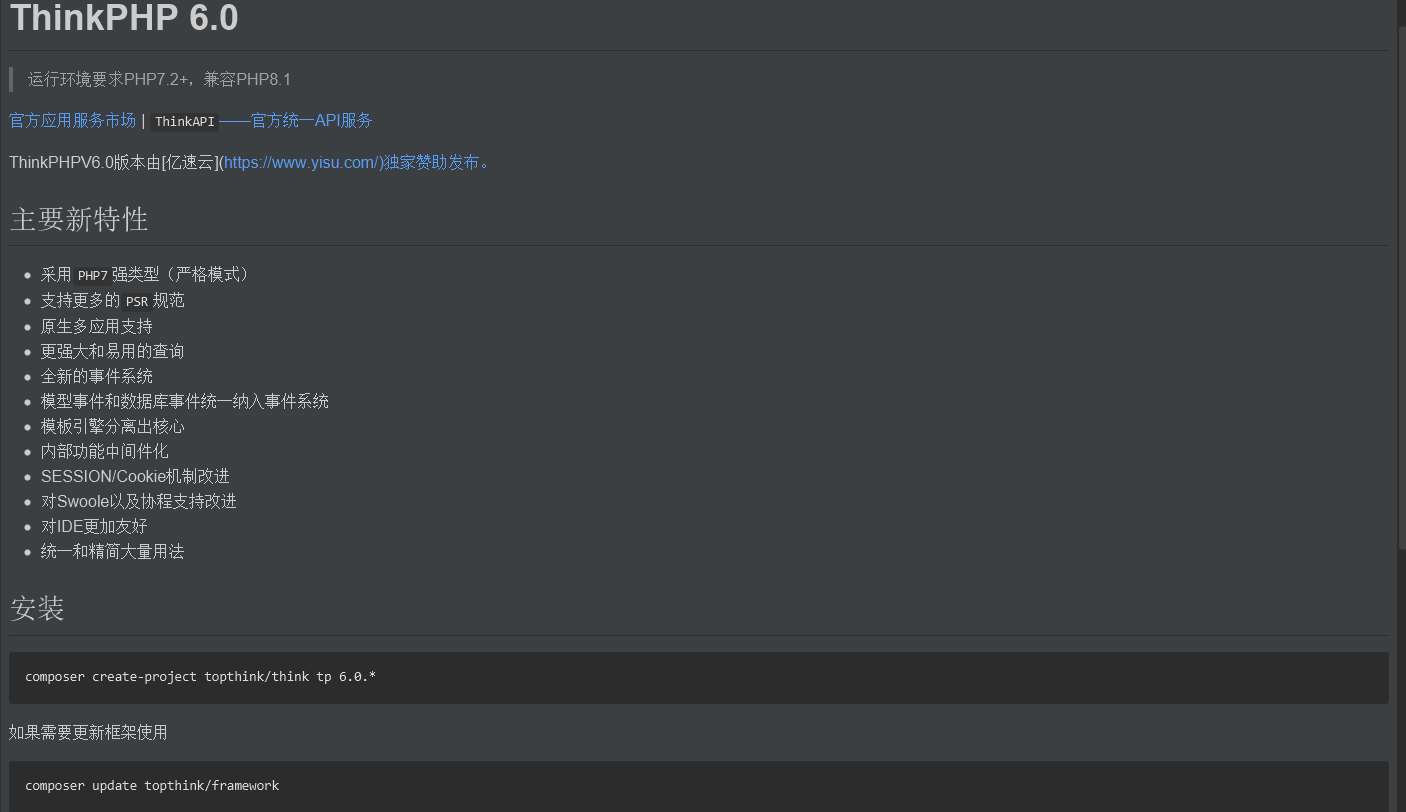 ThinkPHP 6.0
运行环境要求PHP7.2+，兼容PHP8.1
官方应用服务市场 | ThinkAPI——官方统一API服务
ThinkPHPV6.0版本由[亿速云](https://www.yisu.com/)独家赞助发布。
主要新特性
采用PHP7强类型（严格模式）
支持更多的PSR规范
原生多应用支持
更强大和易用的查询
全新的事件系统
模型事件和数据库事件统一纳入事件系统
模板引擎分离出核心
内部功能中间件化
SESSION/Cookie机制改进
对Swoole以及协程支持改进
对IDE更加友好
统一和精简大量用法
安装
composer create-project topthink/think tp 6.0.*
如果需要更新框架使用
composer update topthink/framework